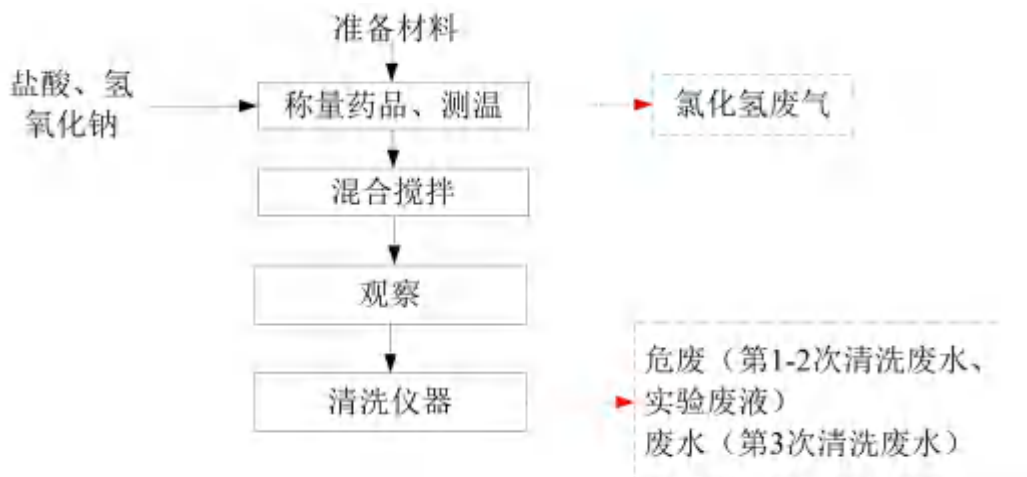 准备材料
盐酸、氢
氧化钠
称量药品、测温
氯化氢废气
混合搅拌
观察
清洗仪器
危废（第1-2次清洗废水、
实验废液）
废水（第3次清洗废水）